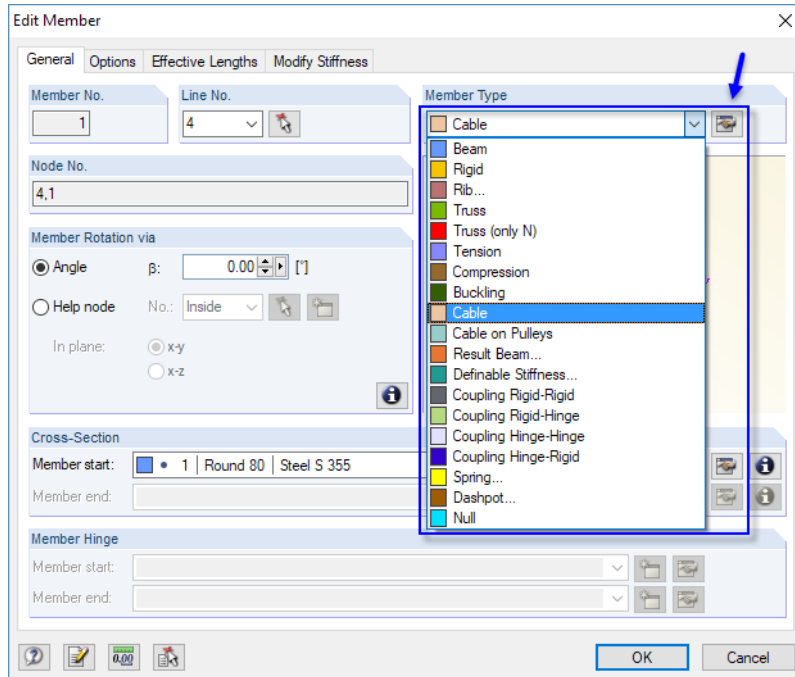 Edit Member
General Options Effective Lengths Modify Stiffness
Member No.
1
Line No.
4
Member Type
Cable
Beam
Rigid
Rib...
Truss
Truss (only N)
Tension
Compression
Buckling
Cable
Cable on Pulleys
Result Beam...
Definable Stiffness...
Coupling Rigid-Rigid
Coupling Rigid-Hinge
Coupling Hinge-Hinge
Coupling Hinge-Rigid
Spring...
Dashpot...
Null
Node No.
4,1
Member Rotation via
Angle β: 0.00 [°]
Help node No.: Inside
In plane: x-y
x-z
Cross-Section
Member start: 1 Round 80 Steel S 355
Member end:
Member Hinge
Member start:
Member end:
0.00
OK Cancel